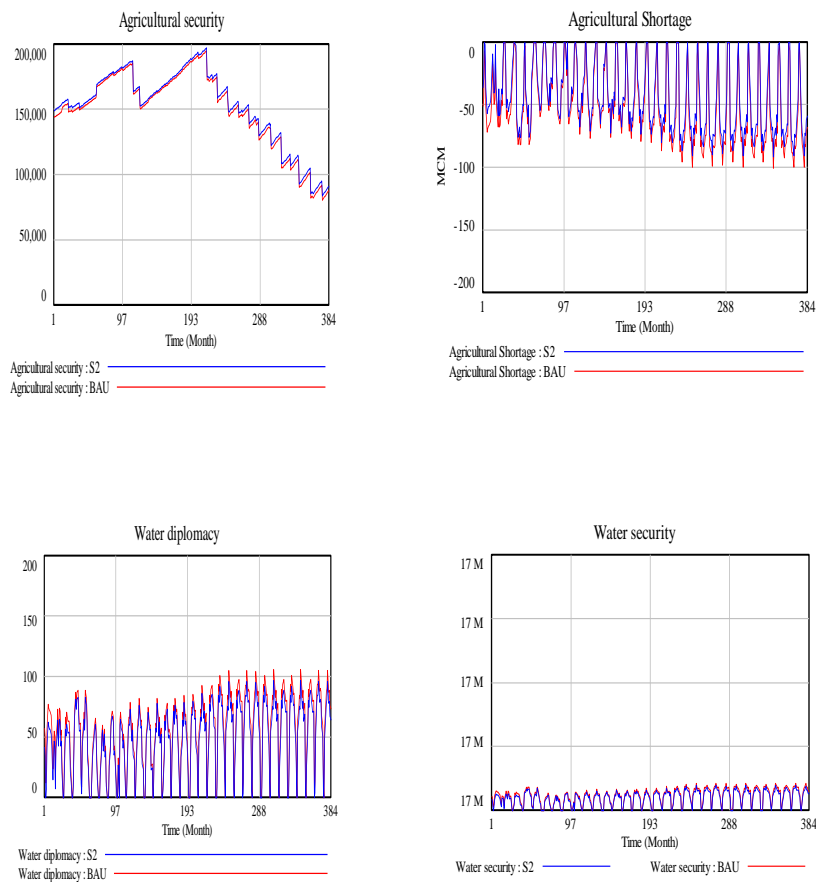 Agricultural security
200,000
150,000
100,000
50,000
0
1 97 193 288 384
Time (Month)
Agricultural security : S2
Agricultural security : BAU
Agricultural Shortage
0
-50
-100
-150
-200
MCM
1 97 193 288 384
Time (Month)
Agricultural Shortage : S2
Agricultural Shortage : BAU
Water diplomacy
200
150
100
50
0
1 97 193 288 384
Time (Month)
Water diplomacy : S2
Water diplomacy : BAU
Water security
17 M
17 M
17 M
17 M
17 M
1 97 193 288 384
Time (Month)
Water security : S2 Water security : BAU